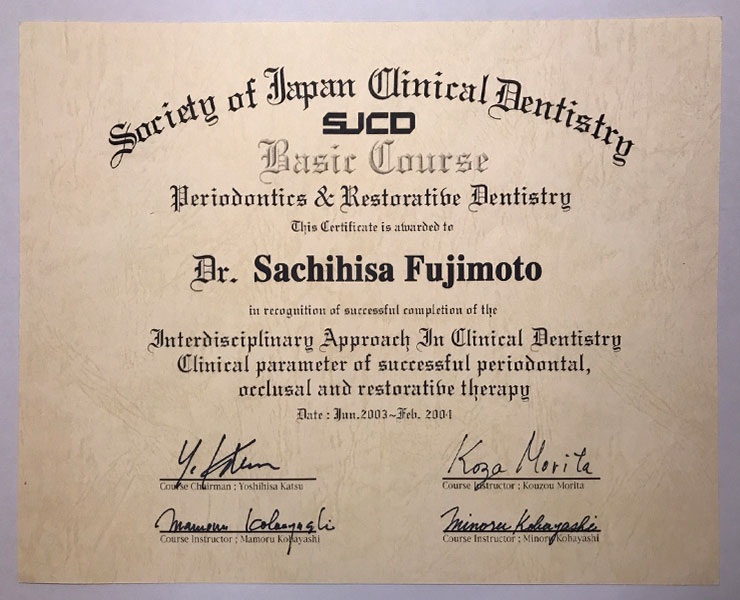 Society of Japan Clinical Dentistry
SJCD
Basic Course
Periodontics & Restorative Dentistry
This Certificate is awarded to
Dr. Sachihisa Fujimoto
in recognition of successful completion of the
Interdisciplinary Approach In Clinical Dentistry
Clinical parameter of successful periodontal,
occlusal and restorative therapy
Date : Jun.2003~Feb. 2004
Koza Morita
Course Chairman ; Yoshihisa Katsu
Course Instructor ; Kouzou Morita
Mamoru Kobayashi
Minoru Kobayashi
Course Instructor ; Mamoru Kobayashi
Course Instructor ; Minoru Kobayashi